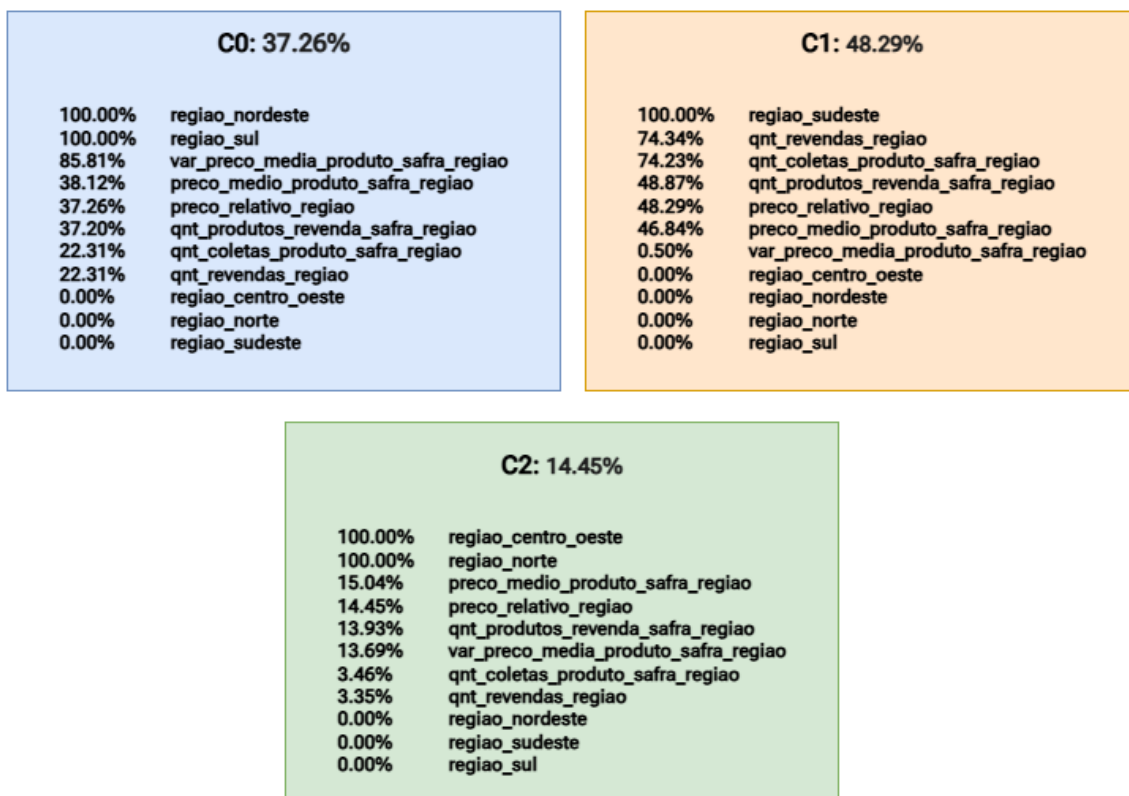 C0: 37.26%
100.00% regiao_nordeste
100.00% regiao_sul
85.81% var_preco_media_produto_safra_regiao
38.12% preco_medio_produto_safra_regiao
37.26% preco_relativo_regiao
37.20% qnt_produtos_revenda_safra_regiao
22.31% qnt_coletas_produto_safra_regiao
22.31% qnt_revendas_regiao
0.00% regiao_centro_oeste
0.00% regiao_norte
0.00% regiao_sudeste
C1: 48.29%
100.00% regiao_sudeste
74.34% qnt_revendas_regiao
74.23% qnt_coletas_produto_safra_regiao
48.87% qnt_produtos_revenda_safra_regiao
48.29% preco_relativo_regiao
46.84% preco_medio_produto_safra_regiao
0.50% var_preco_media_produto_safra_regiao
0.00% regiao_centro_oeste
0.00% regiao_nordeste
0.00% regiao_norte
0.00% regiao_sul
C2: 14.45%
100.00% regiao_centro_oeste
100.00% regiao_norte
15.04% preco_medio_produto_safra_regiao
14.45% preco_relativo_regiao
13.93% qnt_produtos_revenda_safra_regiao
13.69% var_preco_media_produto_safra_regiao
3.46% qnt_coletas_produto_safra_regiao
3.35% qnt_revendas_regiao
0.00% regiao_nordeste
0.00% regiao_sudeste
0.00% regiao_sul